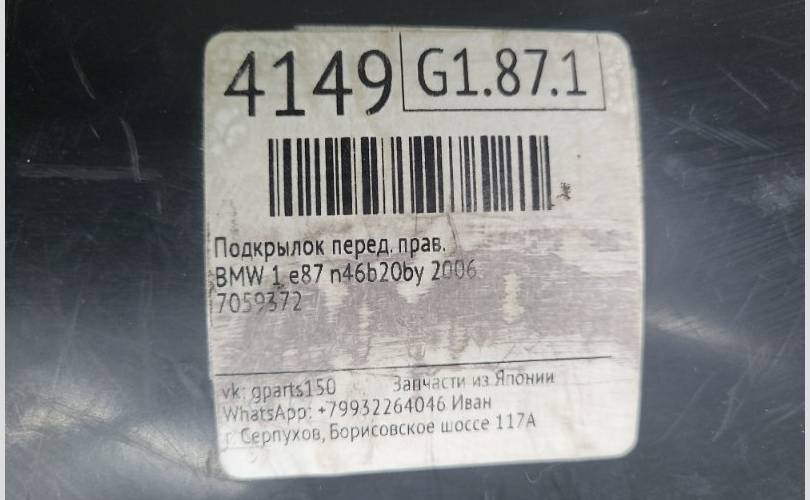 4149 G1.87.1
Подкрылок перед. прав.
BMW 1 e87 n46b20by 2006
7059372
vk: gparts150 Запчасти из Японии
WhatsApp: +79932264046 Иван
г. Серпухов, Борисовское шоссе 117А